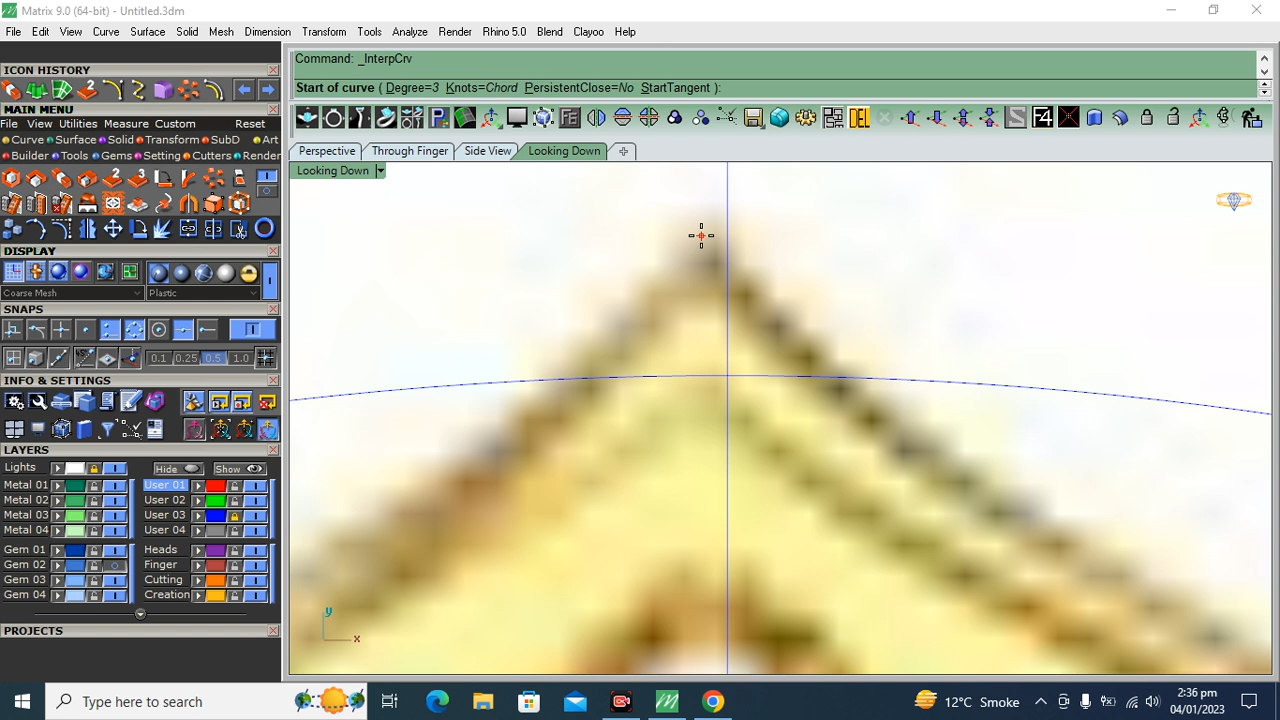 Matrix 9.0 (64-bit) - Untitled.3dm
File Edit View Curve Surface Solid Mesh Dimension Transform Tools Analyze Render Rhino 5.0 Blend Clayoo Help
ICON HISTORY
MAIN MENU
File View Utilities Measure Custom Reset
Curve Surface Solid Transform SubD Art
Builder Tools Gems Setting Cutters Render
DISPLAY
Coarse Mesh Plastic
SNAPS
0.1 0.25 0.5 1.0
INFO & SETTINGS
LAYERS
Lights Hide Show
Metal 01 User 01
Metal 02 User 02
Metal 03 User 03
Metal 04 User 04
Gem 01 Heads
Gem 02 Finger
Gem 03 Cutting
Gem 04 Creation
PROJECTS
Command: _InterpCrv
Start of curve ( Degree=3 Knots=Chord PersistentClose=No StartTangent ):
FE F4
Perspective Through Finger Side View Looking Down
Looking Down
y
x
Type here to search
12°C Smoke
2:36 pm
04/01/2023